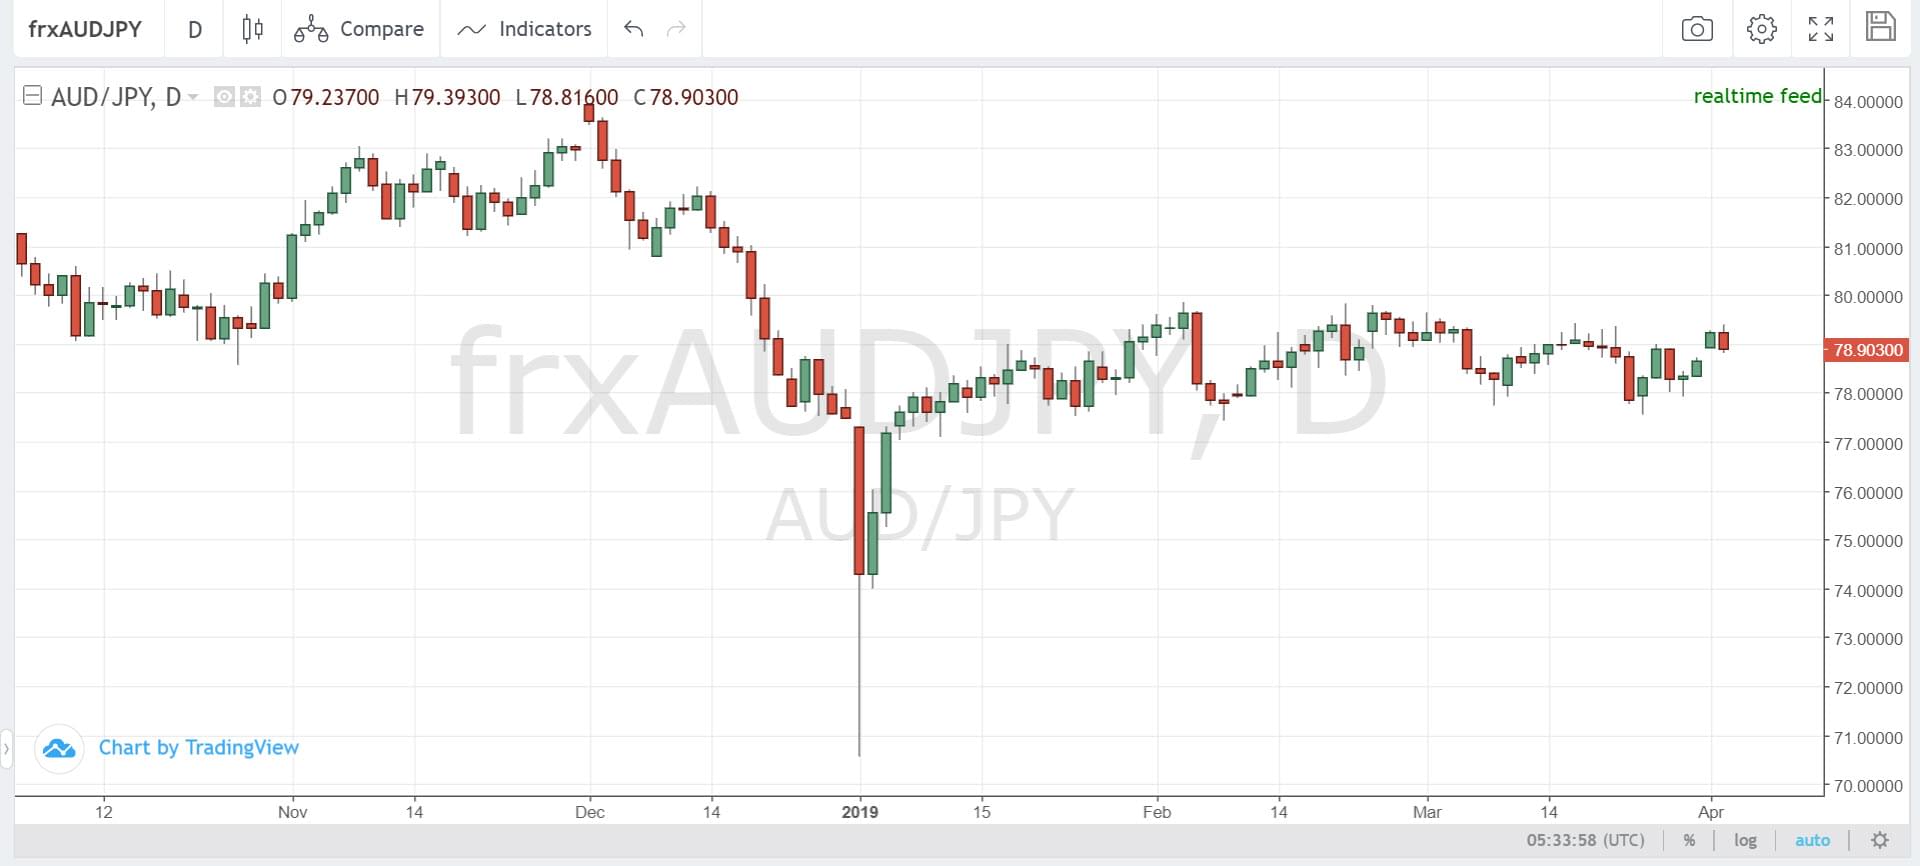 frxAUDJPY D Compare Indicators
AUD/JPY, D O79.23700 H79.39300 L78.81600 C78.90300
realtime feed
84.00000
83.00000
82.00000
81.00000
80.00000
78.90300
78.00000
77.00000
76.00000
75.00000
74.00000
73.00000
72.00000
71.00000
70.00000
frxAUDJPY, D
AUD/JPY
Chart by TradingView
12 Nov 14 Dec 14 2019 15 Feb 14 Mar 14 Apr
05:33:58 (UTC) % log auto